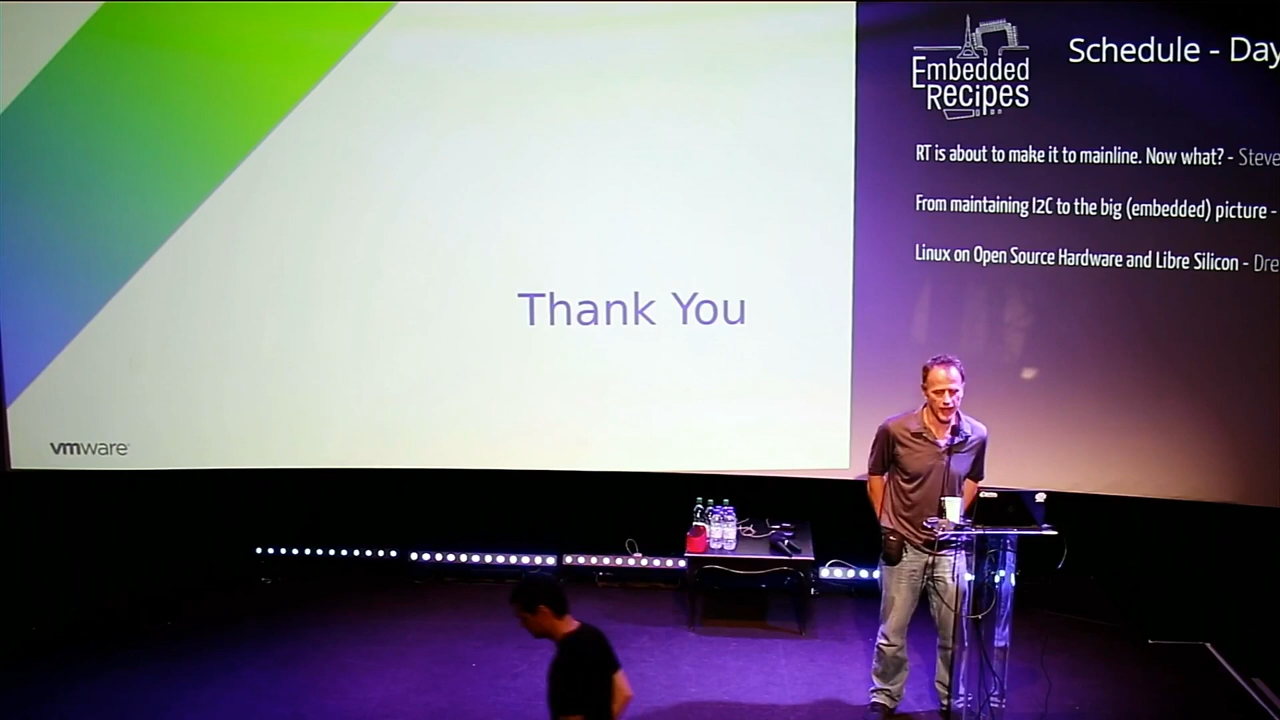 Thank You
vmware
Embedded
Recipes
Schedule - Day
RT is about to make it to mainline. Now what? - Steve
From maintaining I2C to the big (embedded) picture -
Linux on Open Source Hardware and Libre Silicon - Dre